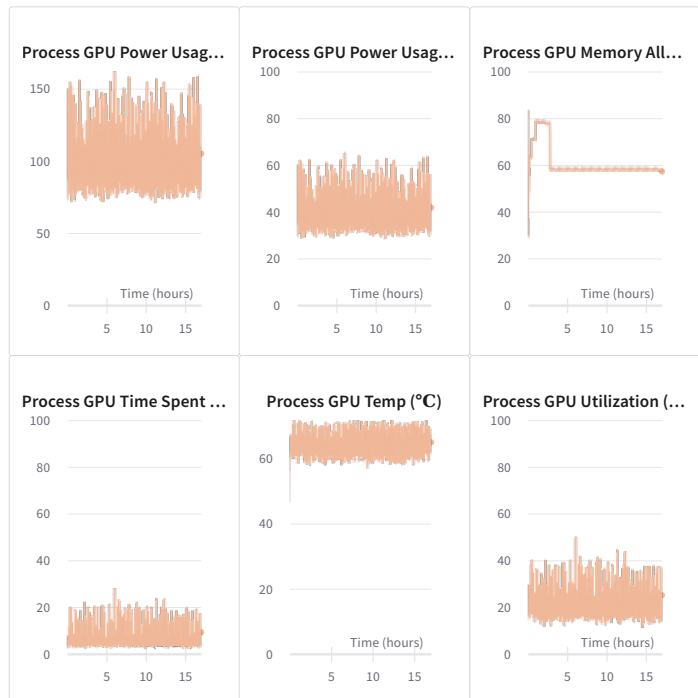 Process GPU Power Usag...
150
100
50
0
Time (hours)
5 10 15
Process GPU Power Usag...
100
80
60
40
20
0
Time (hours)
5 10 15
Process GPU Memory All...
100
80
60
40
20
0
Time (hours)
5 10 15
Process GPU Time Spent ...
100
80
60
40
20
0
Time (hours)
5 10 15
Process GPU Temp (℃)
60
40
20
0
Time (hours)
5 10 15
Process GPU Utilization (...
100
80
60
40
20
0
Time (hours)
5 10 15